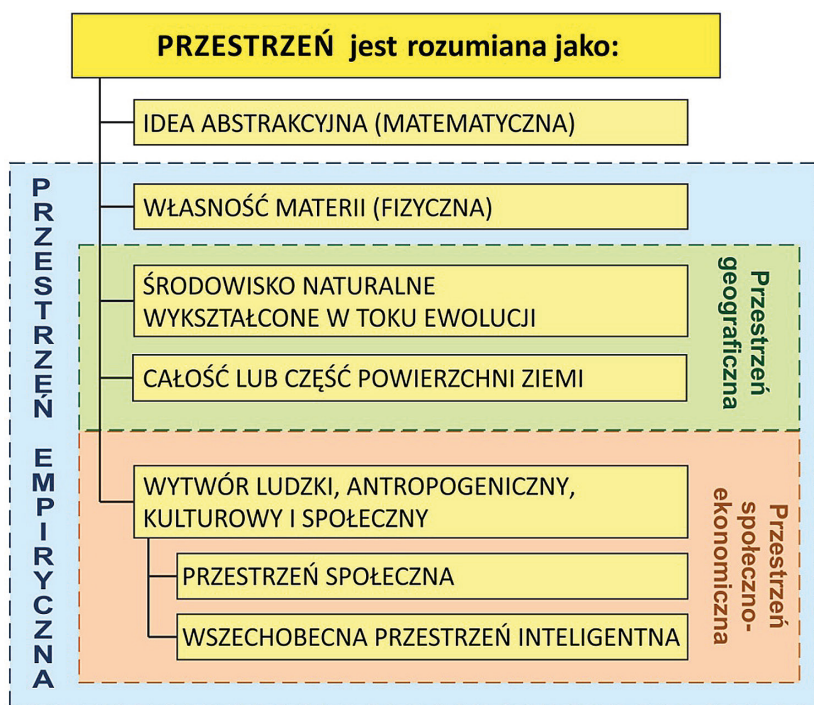 PRZESTRZEŃ jest rozumiana jako:
IDEA ABSTRAKCYJNA (MATEMATYCZNA)
PRZESTRZEŃ EMPIRYCZNA
WŁASNOŚĆ MATERII (FIZYCZNA)
ŚRODOWISKO NATURALNE
WYKSZTAŁCONE W TOKU EWOLUCJI
CAŁOŚĆ LUB CZĘŚĆ POWIERZCHNI ZIEMI
Przestrzeń
geograficzna
WYTWÓR LUDZKI, ANTROPOGENICZNY,
KULTUROWY I SPOŁECZNY
PRZESTRZEŃ SPOŁECZNA
WSZECHOBECNA PRZESTRZEŃ INTELIGENTNA
Przestrzeń
społeczno-
ekonomiczna